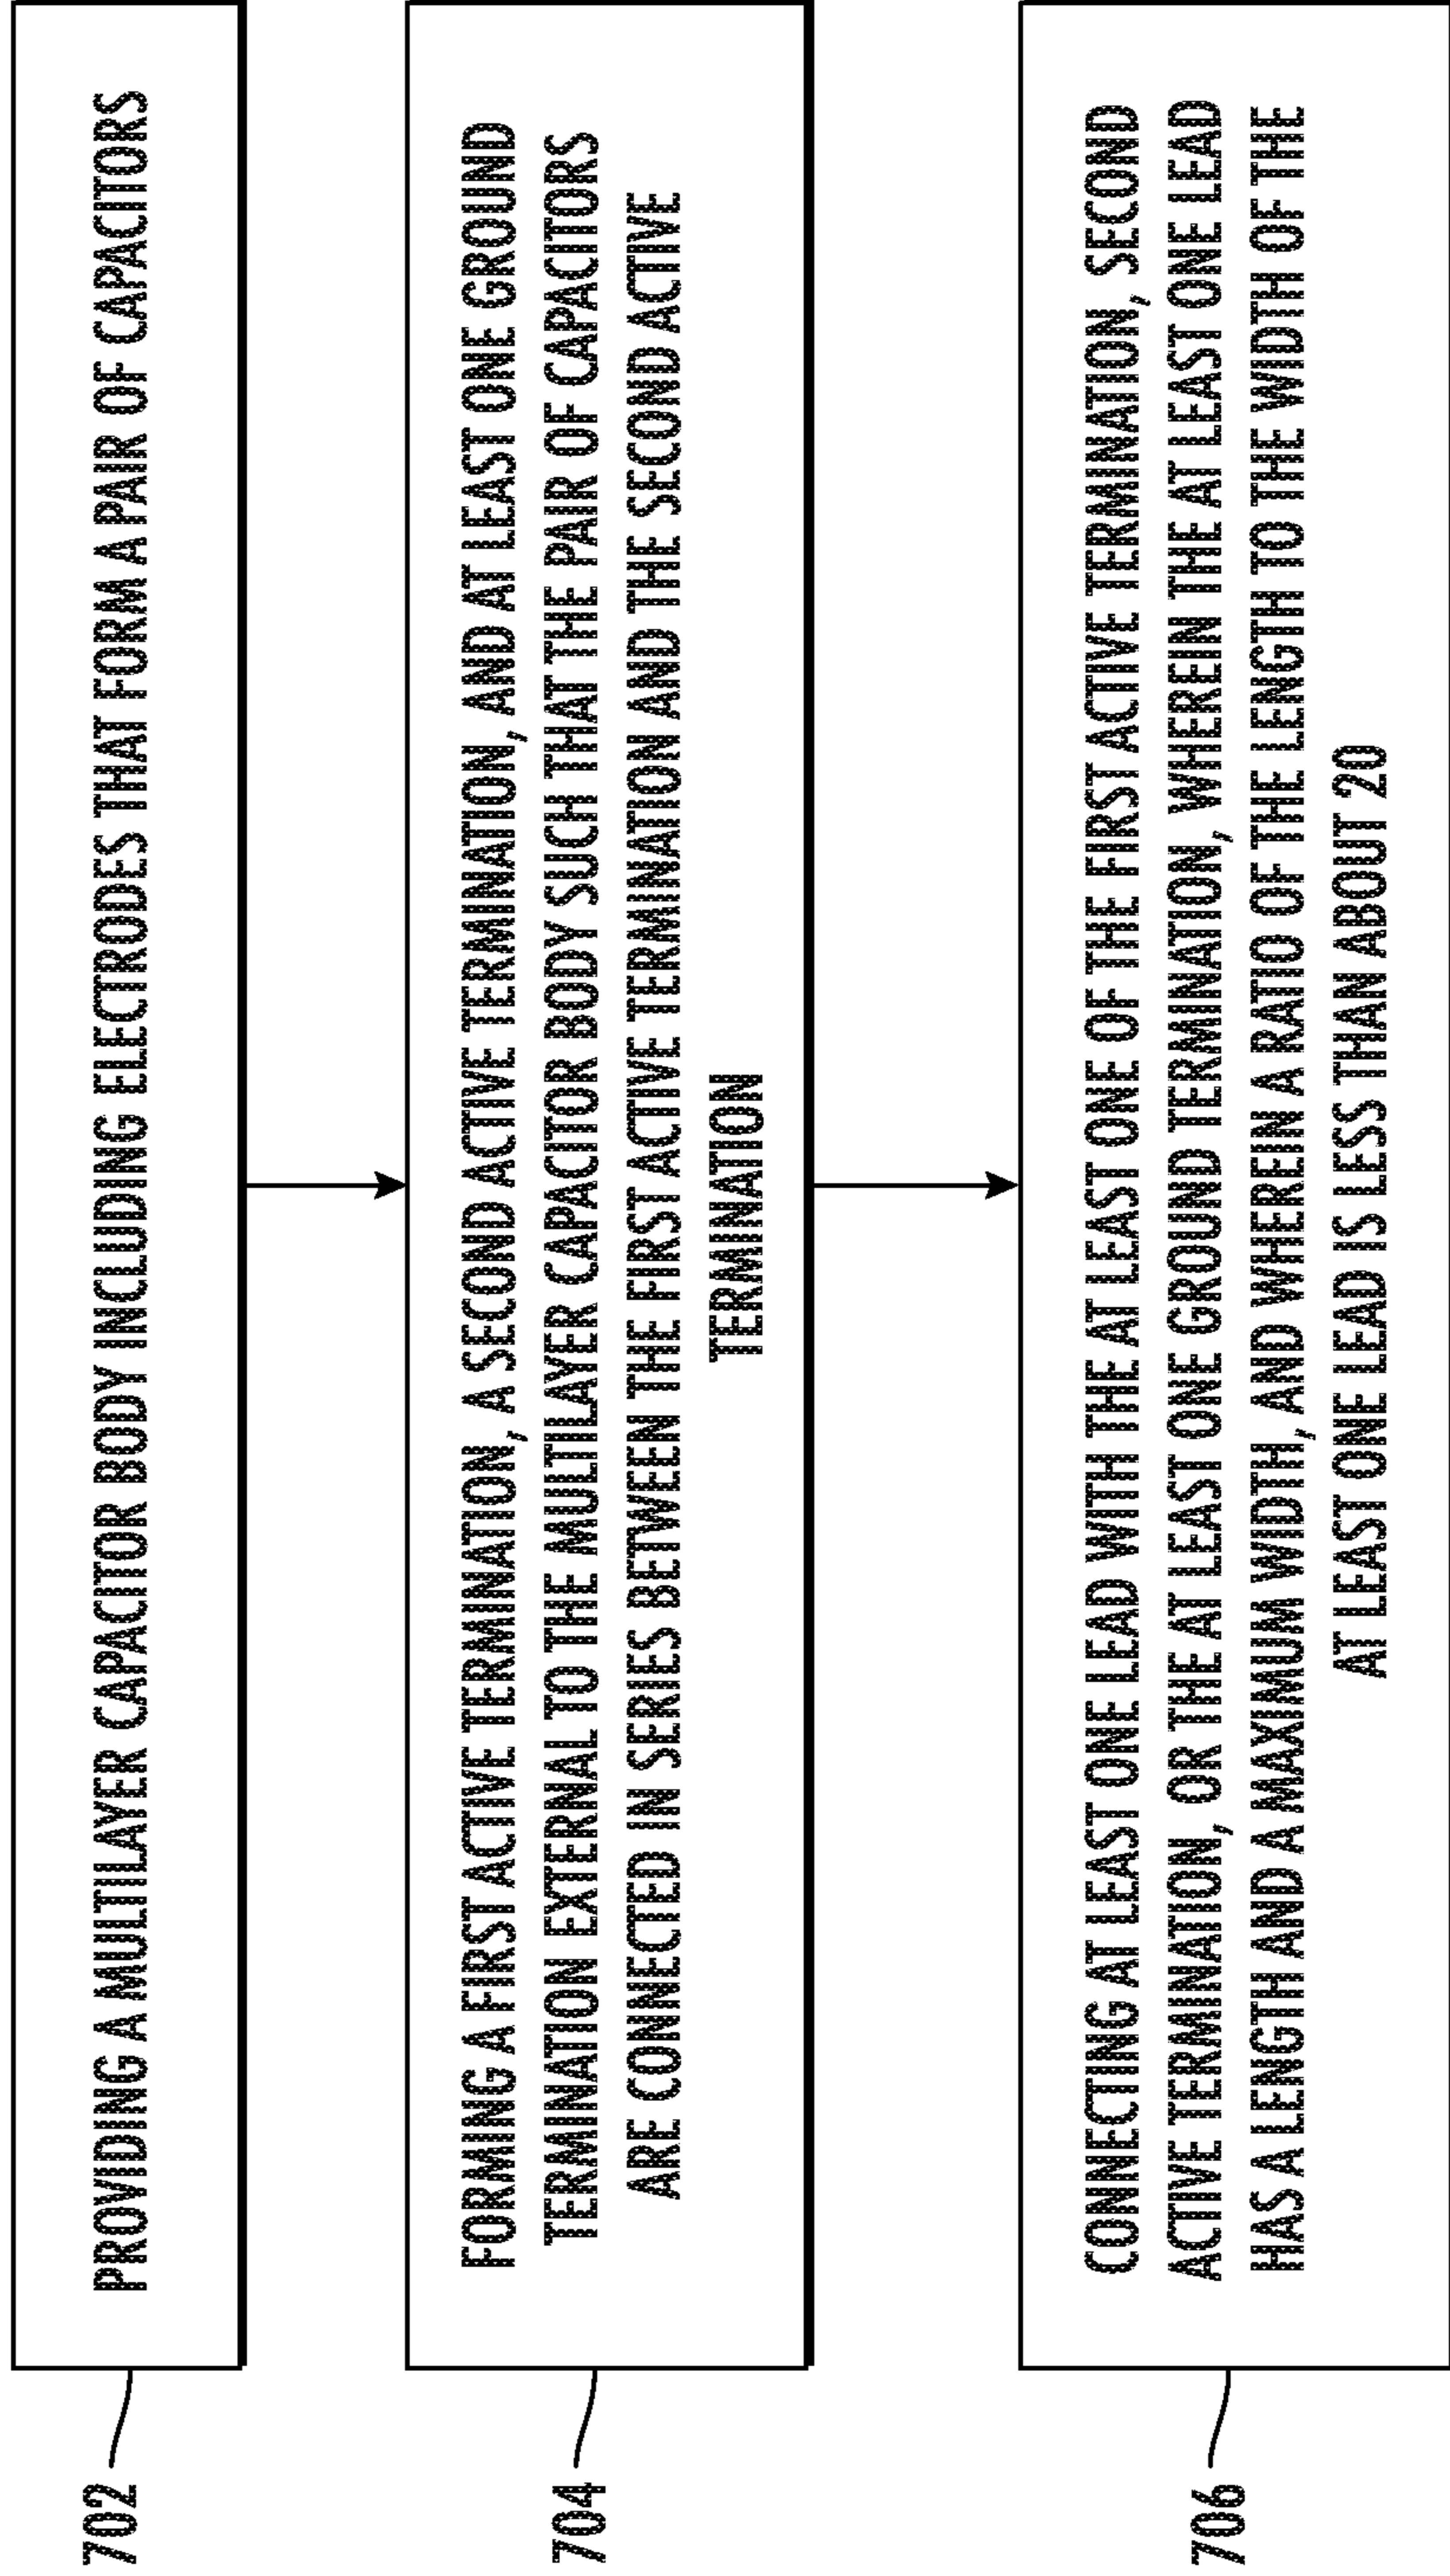 702
PROVIDING A MULTILAYER CAPACITOR BODY INCLUDING ELECTRODES THAT FORM A PAIR OF CAPACITORS
704
FORMING A FIRST ACTIVE TERMINATION, A SECOND ACTIVE TERMINATION, AND AT LEAST ONE GROUND
TERMINATION EXTERNAL TO THE MULTILAYER CAPACITOR BODY SUCH THAT THE PAIR OF CAPACITORS
ARE CONNECTED IN SERIES BETWEEN THE FIRST ACTIVE TERMINATION AND THE SECOND ACTIVE
TERMINATION
706
CONNECTING AT LEAST ONE LEAD WITH THE AT LEAST ONE OF THE FIRST ACTIVE TERMINATION, SECOND
ACTIVE TERMINATION, OR THE AT LEAST ONE GROUND TERMINATION, WHEREIN THE AT LEAST ONE LEAD
HAS A LENGTH AND A MAXIMUM WIDTH, AND WHEREIN A RATIO OF THE LENGTH TO THE WIDTH OF THE
AT LEAST ONE LEAD IS LESS THAN ABOUT 20